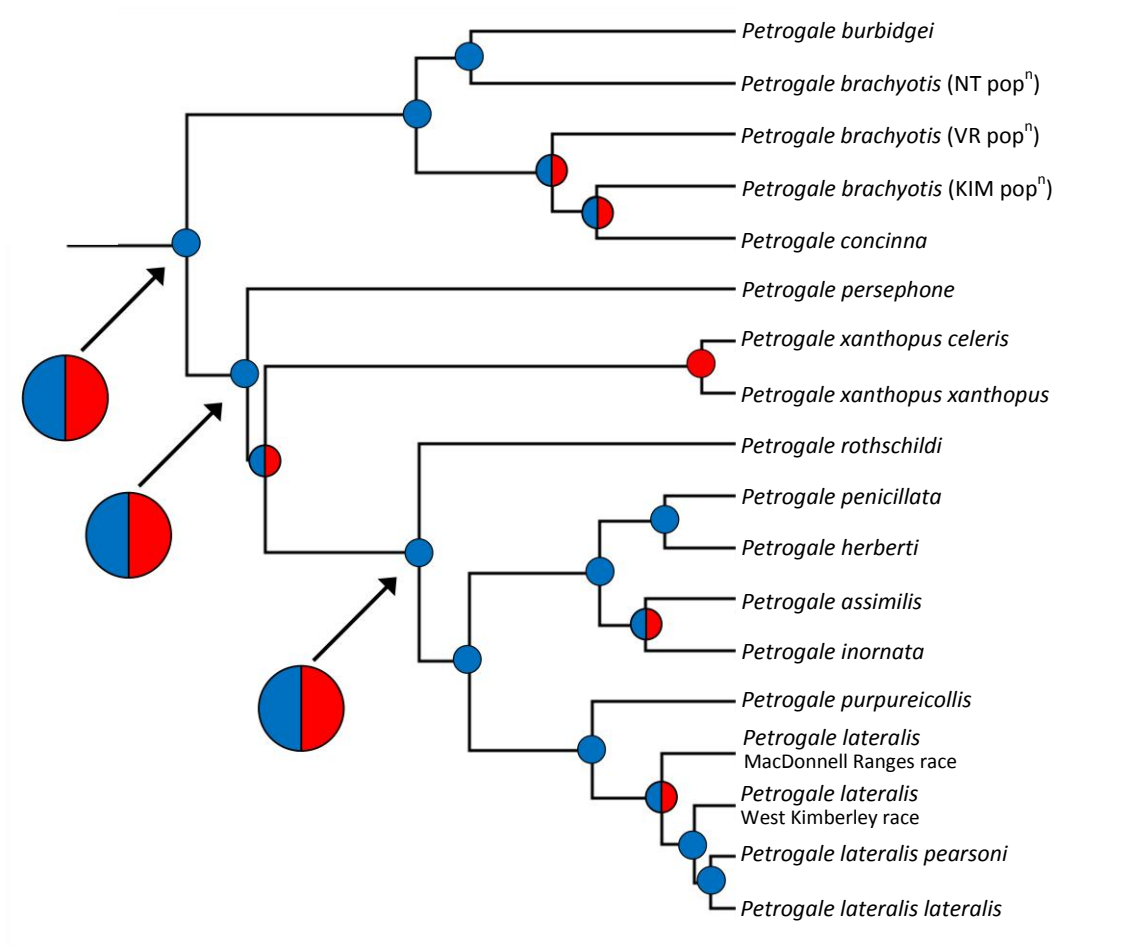 Petrogale burbidgei
Petrogale brachyotis (NT popⁿ)
Petrogale brachyotis (VR popⁿ)
Petrogale brachyotis (KIM popⁿ)
Petrogale concinna
Petrogale persephone
Petrogale xanthopus celeris
Petrogale xanthopus xanthopus
Petrogale rothschildi
Petrogale penicillata
Petrogale herberti
Petrogale assimilis
Petrogale inornata
Petrogale purpureicollis
Petrogale lateralis
MacDonnell Ranges race
Petrogale lateralis
West Kimberley race
Petrogale lateralis pearsoni
Petrogale lateralis lateralis